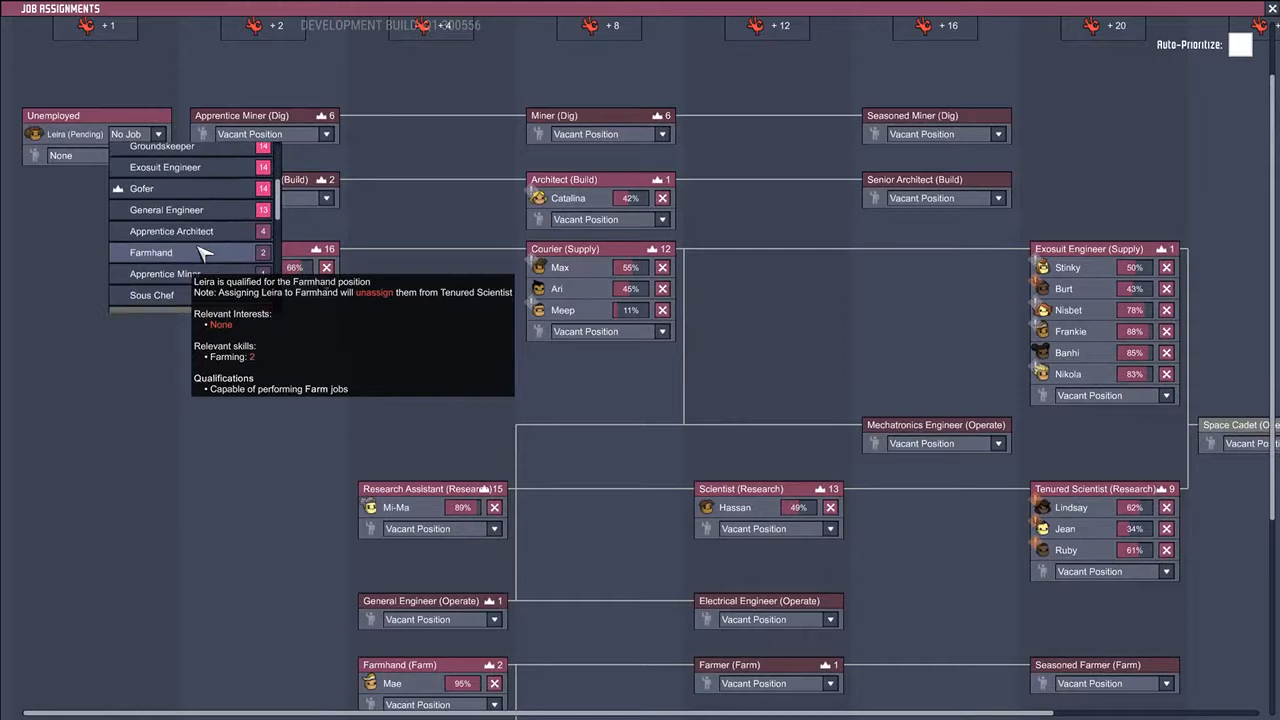 JOB ASSIGNMENTS
+ 1
+ 2
+ 4
+ 8
+ 12
+ 16
+ 20
Auto-Prioritize:
Unemployed
Leira (Pending)
No Job
None
Groundskeeper
14
Exosuit Engineer
14
Gofer
14
General Engineer
13
Apprentice Architect
4
Farmhand
2
Apprentice Miner
Sous Chef
Leira is qualified for the Farmhand position
Note: Assigning Leira to Farmhand will unassign them from Tenured Scientist
Relevant Interests:
• None
Relevant skills:
• Farming: 2
Qualifications
• Capable of performing Farm jobs
Apprentice Miner (Dig)
6
Vacant Position
Miner (Dig)
6
Vacant Position
Seasoned Miner (Dig)
Vacant Position
(Build)
2
Architect (Build)
1
Catalina
42%
Vacant Position
Senior Architect (Build)
Vacant Position
16
66%
Courier (Supply)
12
Max
55%
Ari
45%
Meep
11%
Vacant Position
Exosuit Engineer (Supply)
1
Stinky
50%
Burt
43%
Nisbet
78%
Frankie
88%
Banhi
85%
Nikola
83%
Vacant Position
Mechatronics Engineer (Operate)
Vacant Position
Space Cadet
Research Assistant
15
Mi-Ma
89%
Vacant Position
Scientist (Research)
13
Hassan
49%
Vacant Position
Tenured Scientist (Research)
9
Lindsay
62%
Jean
34%
Ruby
61%
Vacant Position
General Engineer (Operate)
1
Vacant Position
Electrical Engineer (Operate)
Vacant Position
Farmhand (Farm)
2
Mae
95%
Vacant Position
Farmer (Farm)
1
Vacant Position
Seasoned Farmer (Farm)
Vacant Position